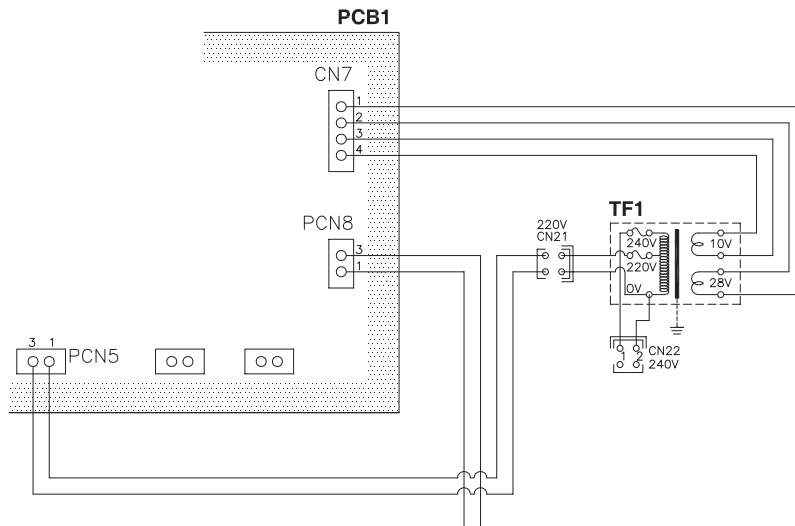 PCB1
CN7
1
2
3
4
PCN8
3
1
TF1
220V
CN21
240V
10V
220V
28V
0V
3 1
PCN5
1 2
CN22
240V